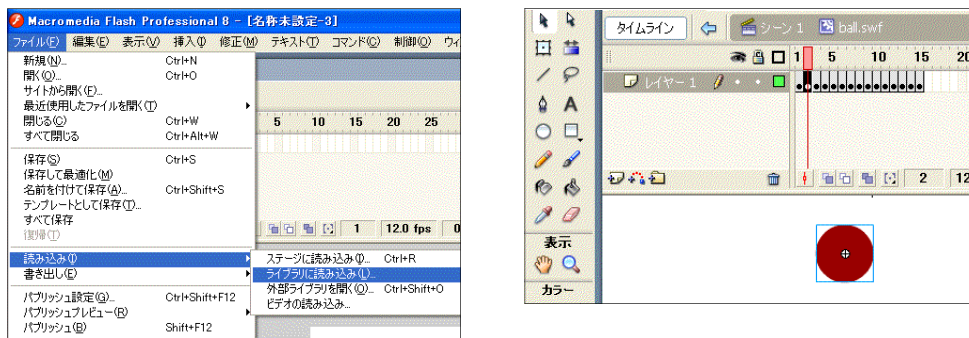 Macromedia Flash Professional 8 - [名称未設定-3]
ファイル(F) 編集(E) 表示(V) 挿入(I) 修正(M) テキスト(T) コマンド(C) 制御(O)
新規(N)... Ctrl+N
開く(O)... Ctrl+O
サイトから開く(F)...
最近使用したファイルを開く(T)
閉じる(C) Ctrl+W
すべて閉じる Ctrl+Alt+W
保存(S) Ctrl+S
保存して最適化(M)
名前を付けて保存(A)... Ctrl+Shift+S
テンプレートとして保存(T)...
すべて保存
復帰(T)
読み込み(I)
書き出し(E)
パブリッシュ設定(G)... Ctrl+Shift+F12
パブリッシュプレビュー(R)
パブリッシュ(B) Shift+F12
5 10 15 20 25
1 12.0 fps
ステージに読み込み(I)... Ctrl+R
ライブラリに読み込み(L)...
外部ライブラリを開く(O)... Ctrl+Shift+O
ビデオの読み込み...
タイムライン シーン 1 ball.swf
1 5 10 15 20
レイヤー 1
2 12
表示
カラー